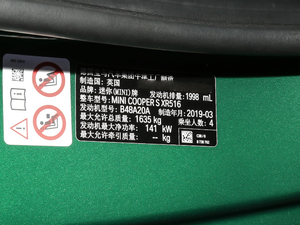 制造国：英国
品牌：迷你(MINI)牌 发动机排量：1998 mL
整车型号：MINI COOPER S XR516
发动机型号：B48A20A 制造年月：2019-03
最大允许总质量：1635 kg 乘坐人数：4
发动机最大净功率：141 kW
最大允许牵引质量：-- kg